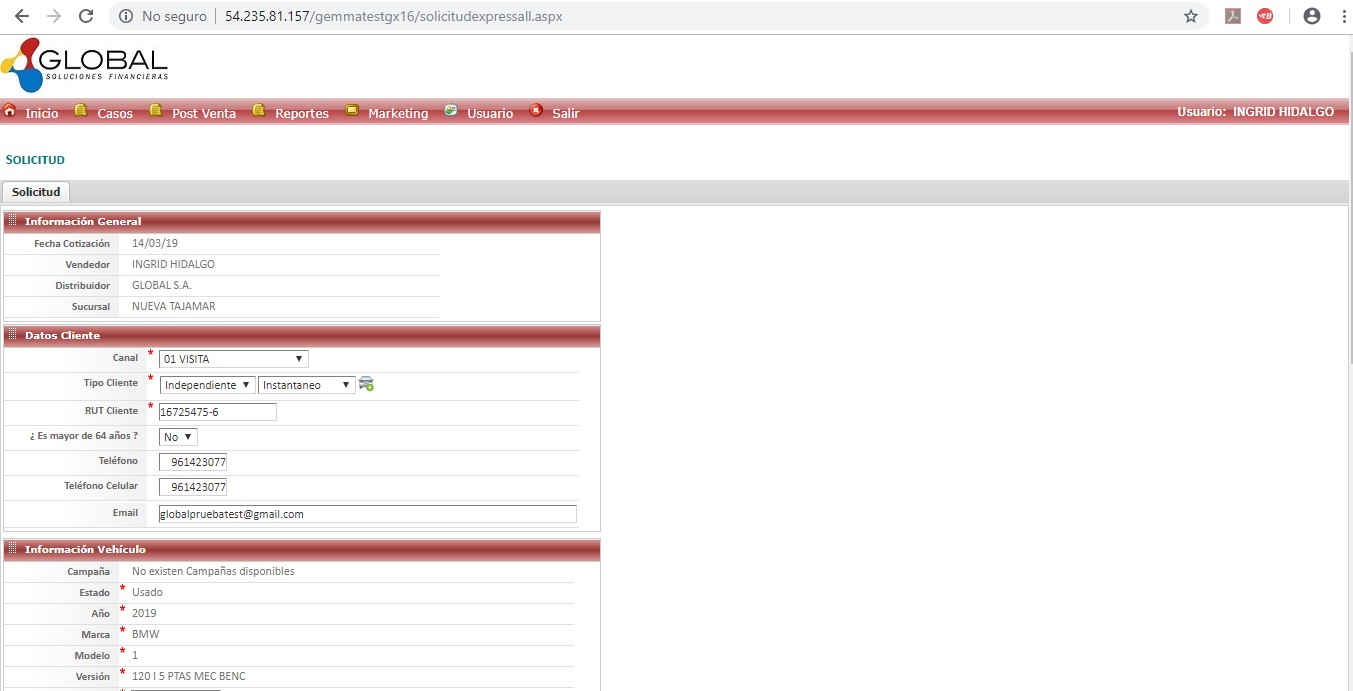 No seguro 54.235.81.157/gemmatestgx16/solicitudexpressall.aspx
GLOBAL
SOLUCIONES FINANCIERAS
Inicio Casos Post Venta Reportes Marketing Usuario Salir Usuario: INGRID HIDALGO
SOLICITUD
Solicitud
Información General
Fecha Cotización 14/03/19
Vendedor INGRID HIDALGO
Distribuidor GLOBAL S.A.
Sucursal NUEVA TAJAMAR
Datos Cliente
Canal * 01 VISITA
Tipo Cliente * Independiente Instantaneo
RUT Cliente * 16725475-6
¿ Es mayor de 64 años ? No
Teléfono 961423077
Teléfono Celular 961423077
Email globalpruebatest@gmail.com
Información Vehículo
Campaña No existen Campañas disponibles
Estado * Usado
Año * 2019
Marca * BMW
Modelo * 1
Versión * 120 I 5 PTAS MEC BENC